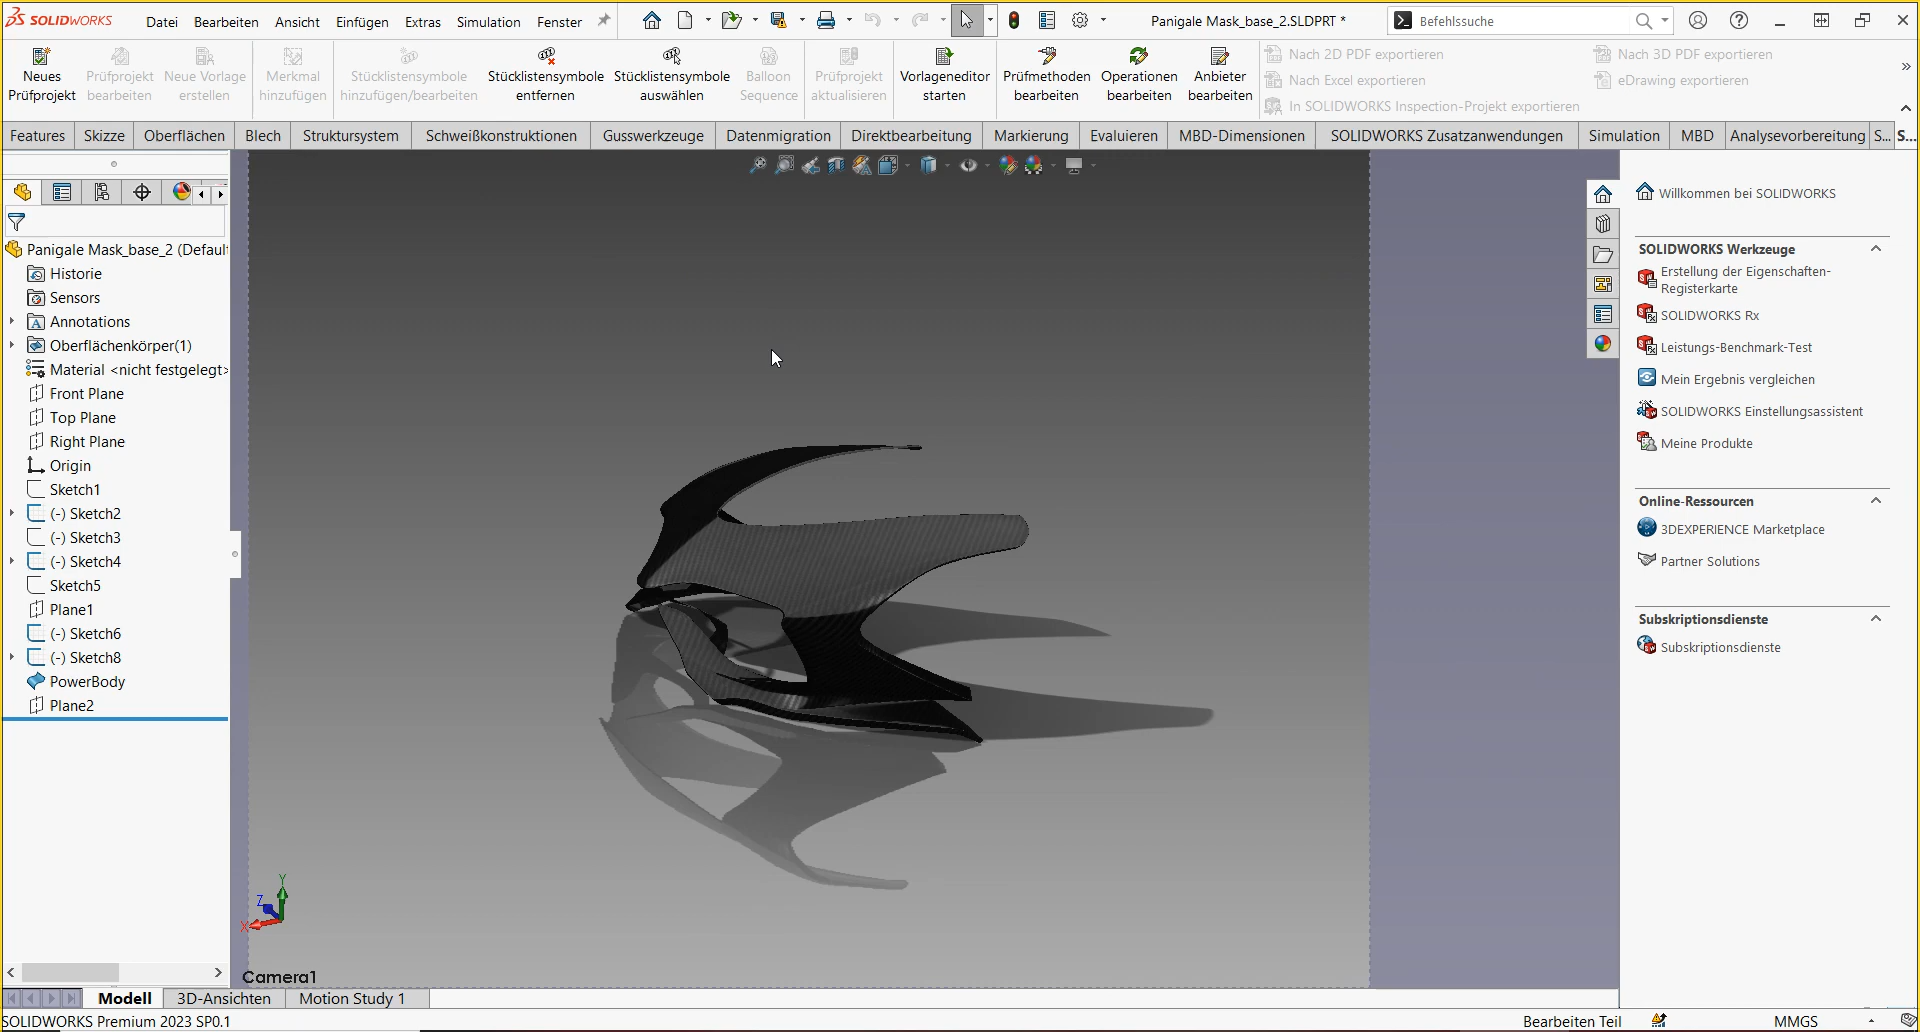 SOLIDWORKS
Datei Bearbeiten Ansicht Einfügen Extras Simulation Fenster
Panigale Mask_base_2.SLDPRT *
Befehlssuche
Neues Prüfprojekt
Prüfprojekt bearbeiten
Neue Vorlage erstellen
Merkmal hinzufügen
Stücklistensymbole hinzufügen/bearbeiten
Stücklistensymbole entfernen
Stücklistensymbole auswählen
Balloon Sequence
Prüfprojekt aktualisieren
Vorlageneditor starten
Prüfmethoden bearbeiten
Operationen bearbeiten
Anbieter bearbeiten
Nach 2D PDF exportieren
Nach Excel exportieren
In SOLIDWORKS Inspection-Projekt exportieren
Nach 3D PDF exportieren
eDrawing exportieren
Features Skizze Oberflächen Blech Struktursystem Schweißkonstruktionen Gusswerkzeuge Datenmigration Direktbearbeitung Markierung Evaluieren MBD-Dimensionen SOLIDWORKS Zusatzanwendungen Simulation MBD Analysevorbereitung S... S...
Panigale Mask_base_2 (Defaul
Historie
Sensors
Annotations
Oberflächenkörper(1)
Material <nicht festgelegt>
Front Plane
Top Plane
Right Plane
Origin
Sketch1
(-) Sketch2
(-) Sketch3
(-) Sketch4
Sketch5
Plane1
(-) Sketch6
(-) Sketch8
PowerBody
Plane2
Y
Z
X
Camera1
Willkommen bei SOLIDWORKS
SOLIDWORKS Werkzeuge
Erstellung der Eigenschaften-
Registerkarte
SOLIDWORKS Rx
Leistungs-Benchmark-Test
Mein Ergebnis vergleichen
SOLIDWORKS Einstellungsassistent
Meine Produkte
Online-Ressourcen
3DEXPERIENCE Marketplace
Partner Solutions
Subskriptionsdienste
Subskriptionsdienste
Modell 3D-Ansichten Motion Study 1
SOLIDWORKS Premium 2023 SP0.1
Bearbeiten Teil
MMGS